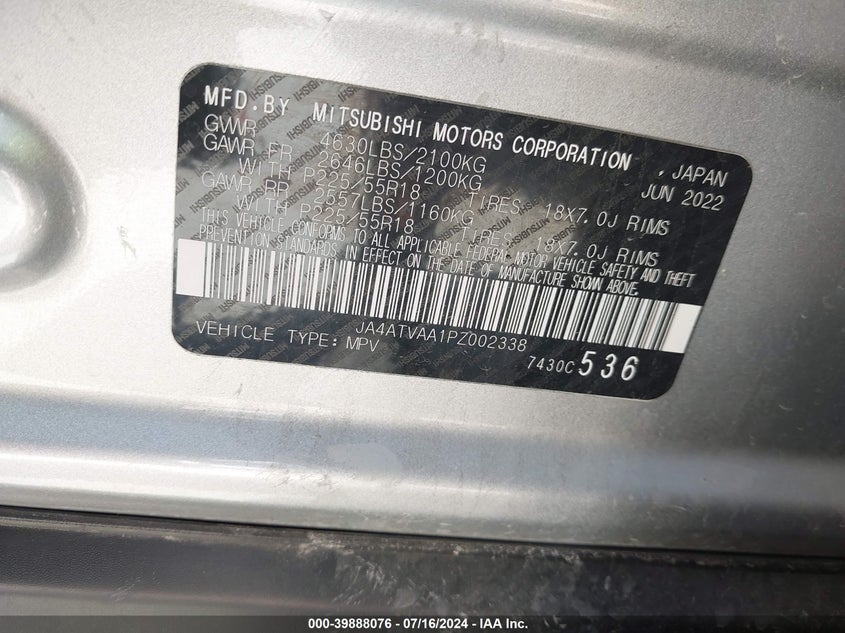 MFD.BY MITSUBISHI MOTORS CORPORATION , JAPAN
GVWR 4630LBS/2100KG JUN 2022
GAWR FR 2646LBS/1200KG
WITH P225/55R18 TIRES, 18X7.0J RIMS
GAWR RR 2557LBS/1160KG
WITH P225/55R18 TIRES, 18X7.0J RIMS
THIS VEHICLE CONFORMS TO ALL APPLICABLE FEDERAL MOTOR VEHICLE SAFETY AND THEFT
PREVENTION STANDARDS IN EFFECT ON THE DATE OF MANUFACTURE SHOWN ABOVE.
JA4ATVAA1PZ002338
VEHICLE TYPE: MPV
7430C 536
000-39888076 - 07/16/2024 - IAA Inc.